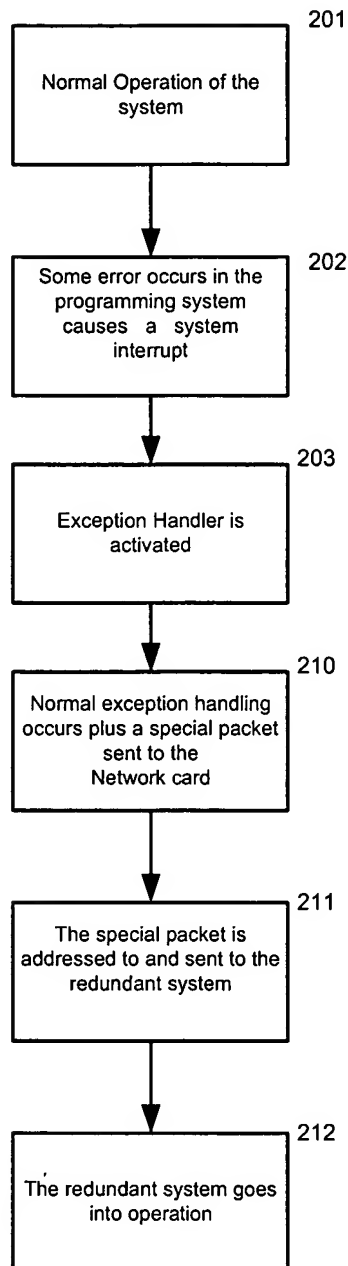 201
Normal Operation of the
system
202
Some error occurs in the
programming system
causes a system
interrupt
203
Exception Handler is
activated
210
Normal exception handling
occurs plus a special packet
sent to the
Network card
211
The special packet is
addressed to and sent to the
redundant system
212
The redundant system goes
into operation